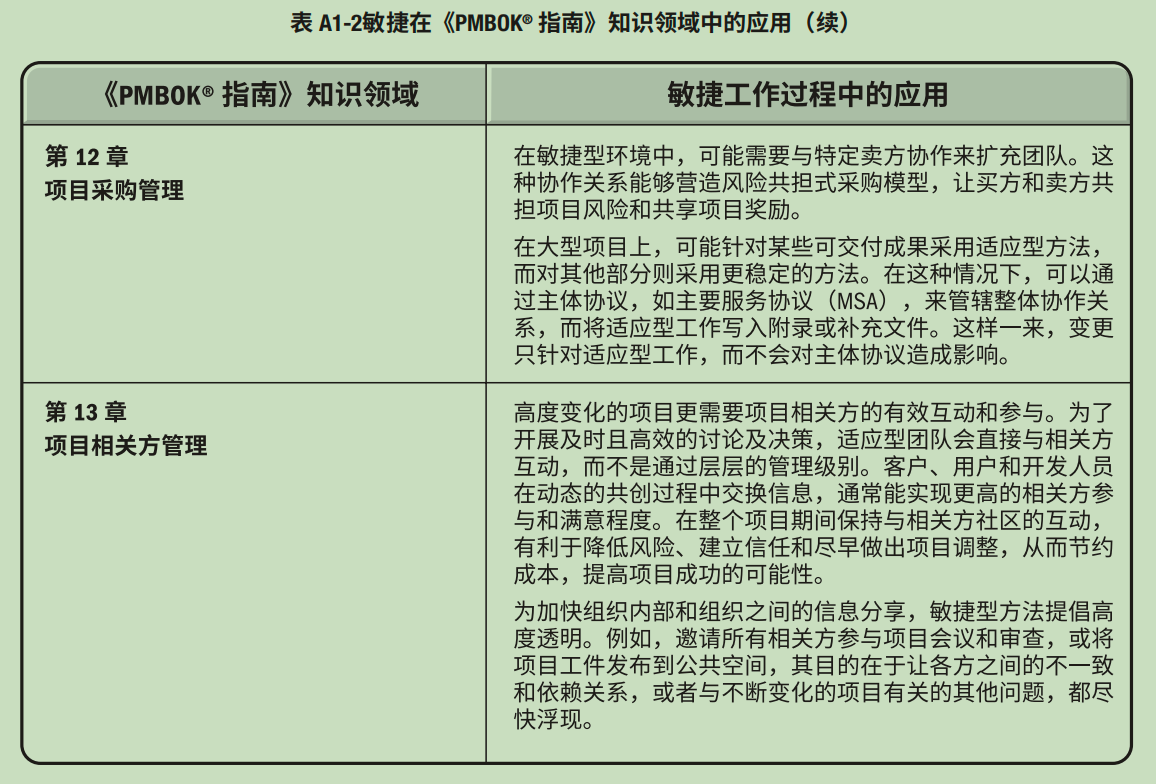 表 A1-2敏捷在《PMBOK® 指南》知识领域中的应用（续）
《PMBOK® 指南》知识领域
敏捷工作过程中的应用
第 12 章
项目采购管理
在敏捷型环境中，可能需要与特定卖方协作来扩充团队。这
种协作关系能够营造风险共担式采购模型，让买方和卖方共
担项目风险和共享项目奖励。
在大型项目上，可能针对某些可交付成果采用适应型方法，
而对其他部分则采用更稳定的方法。在这种情况下，可以通
过主体协议，如主要服务协议（MSA），来管辖整体协作关
系，而将适应型工作写入附录或补充文件。这样一来，变更
只针对适应型工作，而不会对主体协议造成影响。
第 13 章
项目相关方管理
高度变化的项目更需要项目相关方的有效互动和参与。为了
开展及时且高效的讨论及决策，适应型团队会直接与相关方
互动，而不是通过层层的管理级别。客户、用户和开发人员
在动态的共创过程中交换信息，通常能实现更高的相关方参
与和满意程度。在整个项目期间保持与相关方社区的互动，
有利于降低风险、建立信任和尽早做出项目调整，从而节约
成本，提高项目成功的可能性。
为加快组织内部和组织之间的信息分享，敏捷型方法提倡高
度透明。例如，邀请所有相关方参与项目会议和审查，或将
项目工件发布到公共空间，其目的在于让各方之间的不一致
和依赖关系，或者与不断变化的项目有关的其他问题，都尽
快浮现。